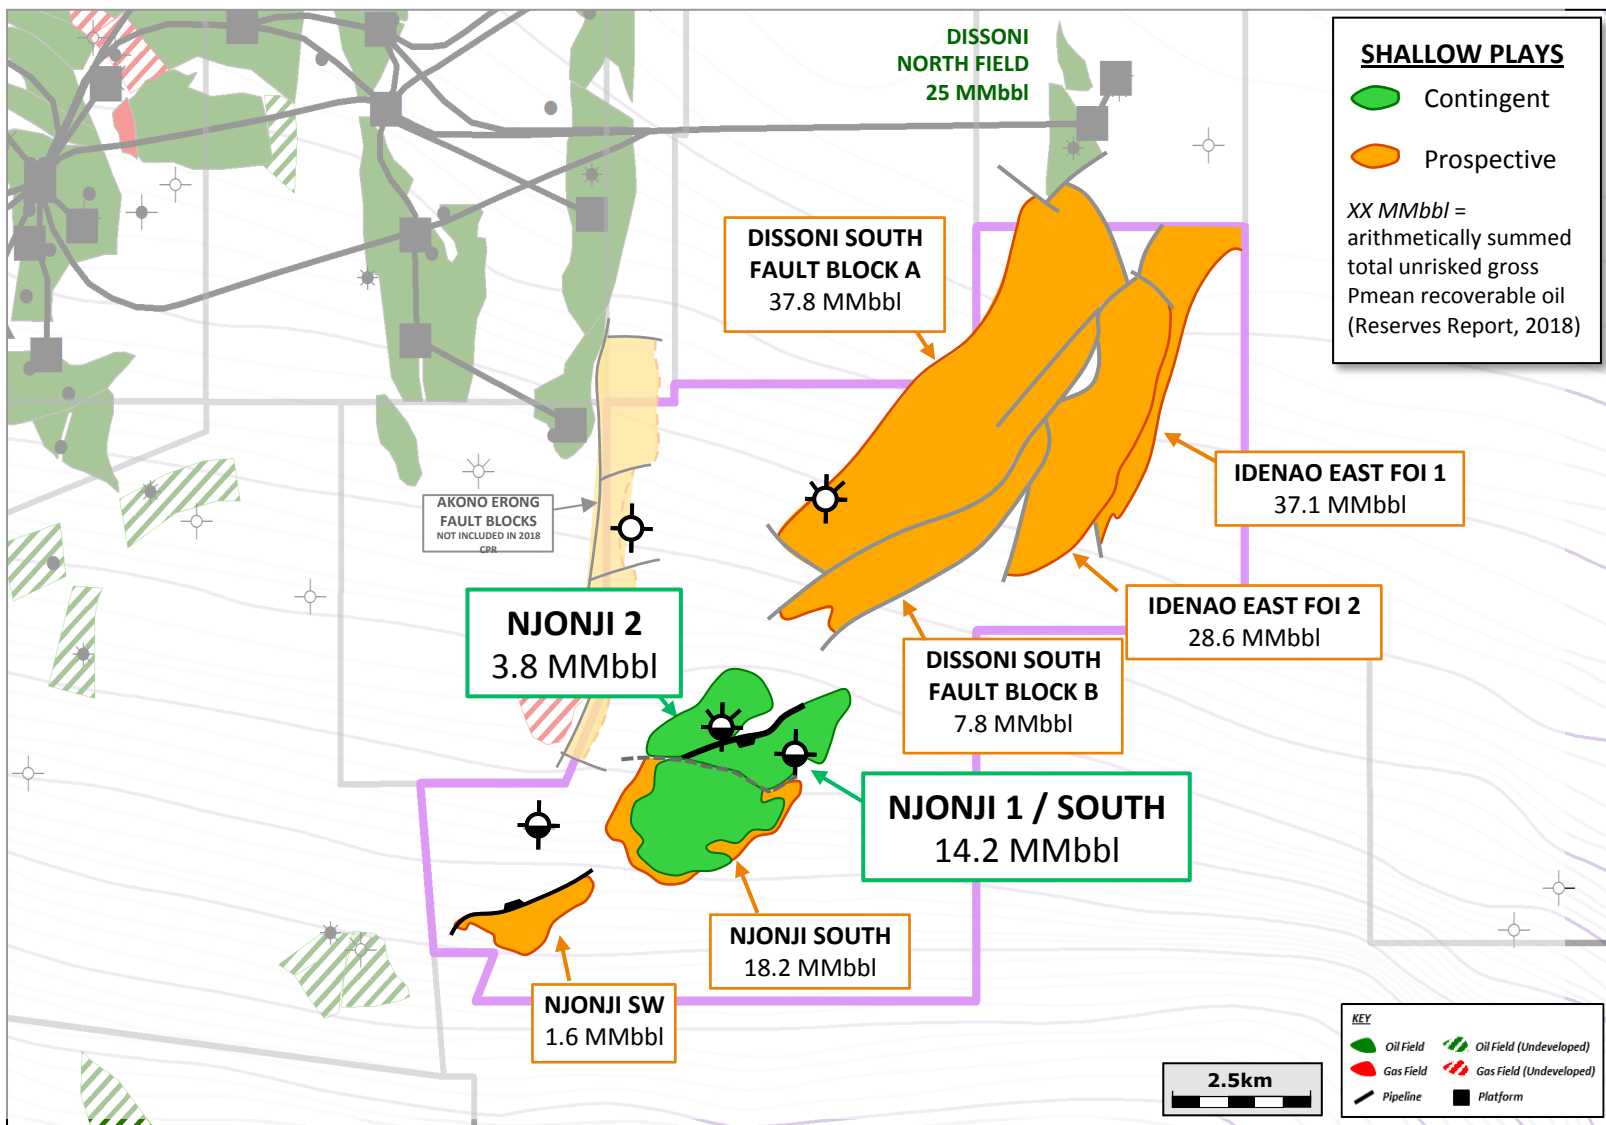 DISSONI
NORTH FIELD
25 MMbbl
SHALLOW PLAYS
Contingent
Prospective
XX MMbbl =
arithmetically summed
total unrisked gross
Pmean recoverable oil
(Reserves Report, 2018)
DISSONI SOUTH
FAULT BLOCK A
37.8 MMbbl
IDENAO EAST FOI 1
37.1 MMbbl
AKONO ERONG
FAULT BLOCKS
NOT INCLUDED IN 2018
CPR
NJONJI 2
3.8 MMbbl
IDENAO EAST FOI 2
28.6 MMbbl
DISSONI SOUTH
FAULT BLOCK B
7.8 MMbbl
NJONJI 1 / SOUTH
14.2 MMbbl
NJONJI SOUTH
18.2 MMbbl
NJONJI SW
1.6 MMbbl
2.5km
KEY
Oil Field
Oil Field (Undeveloped)
Gas Field
Gas Field (Undeveloped)
Pipeline
Platform